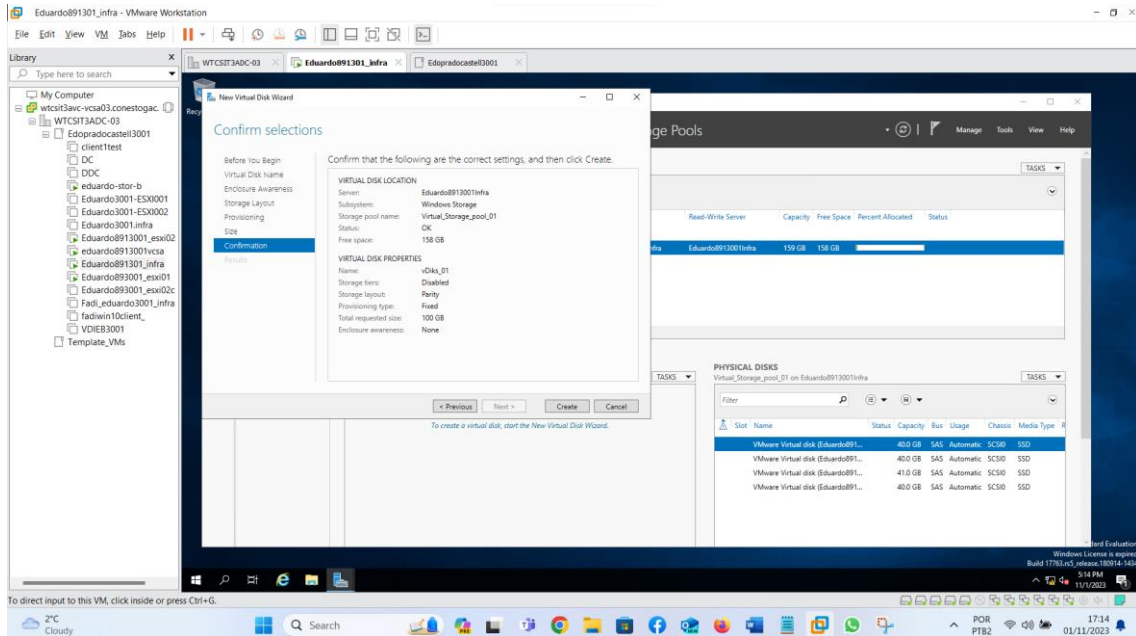 Eduardo891301_infra - VMware Workstation
File Edit View VM Tabs Help
Library X
Type here to search
WTCSIT3ADC-03
Eduardo891301_infra
Edopradocastell3001
My Computer
wtcsit3avc-vcsa03.conestogac.
WTCSIT3ADC-03
Edopradocastell3001
client1test
DC
DDC
eduardo-stor-b
Eduardo3001-ESXI001
Eduardo3001-ESXI002
Eduardo3001.infra
Eduardo8913001_esxi02
eduardo8913001vcsa
Eduardo891301_infra
Eduardo893001_esxi01
Eduardo893001_esxi02c
Fadi_eduardo3001_infra
fadiwin10client_
VDIEB3001
Template_VMs
Recy
New Virtual Disk Wizard
Confirm selections
Before You Begin
Virtual Disk Name
Enclosure Awareness
Storage Layout
Provisioning
Size
Confirmation
Results
Confirm that the following are the correct settings, and then click Create.
VIRTUAL DISK LOCATION
Server: Eduardo8913001Infra
Subsystem: Windows Storage
Storage pool name: Virtual_Storage_pool_01
Status: OK
Free space: 158 GB
VIRTUAL DISK PROPERTIES
Name: vDiks_01
Storage tiers: Disabled
Storage layout: Parity
Provisioning type: Fixed
Total requested size: 100 GB
Enclosure awareness: None
< Previous Next > Create Cancel
ge Pools
Manage Tools View Help
TASKS
Read-Write Server Capacity Free Space Percent Allocated Status
nfra Eduardo8913001Infra 159 GB 158 GB
TASKS
To create a virtual disk, start the New Virtual Disk Wizard.
PHYSICAL DISKS
Virtual_Storage_pool_01 on Eduardo8913001Infra
TASKS
Filter
Slot Name Status Capacity Bus Usage Chassis Media Type R
VMware Virtual disk (Eduardo891... 40.0 GB SAS Automatic SCSI0 SSD
VMware Virtual disk (Eduardo891... 40.0 GB SAS Automatic SCSI0 SSD
VMware Virtual disk (Eduardo891... 41.0 GB SAS Automatic SCSI0 SSD
VMware Virtual disk (Eduardo891... 40.0 GB SAS Automatic SCSI0 SSD
dard Evaluation
Windows License is expired
Build 17763.rs5_release.180914-1434
5:14 PM
11/1/2023
To direct input to this VM, click inside or press Ctrl+G.
2°C
Cloudy
Search
POR
PTB2
17:14
01/11/2023